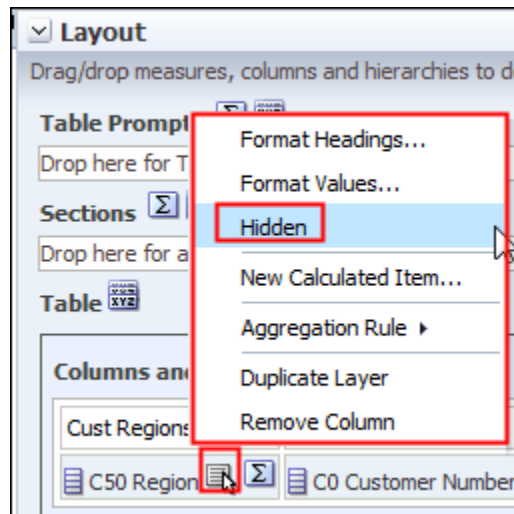 Layout
Drag/drop measures, columns and hierarchies to d
Table Prompt
Drop here for T
Sections Σ
Drop here for a
Table
XYZ
Format Headings...
Format Values...
Hidden
New Calculated Item...
Aggregation Rule
Duplicate Layer
Remove Column
Columns an
Cust Regions
C50 Region Σ C0 Customer Number